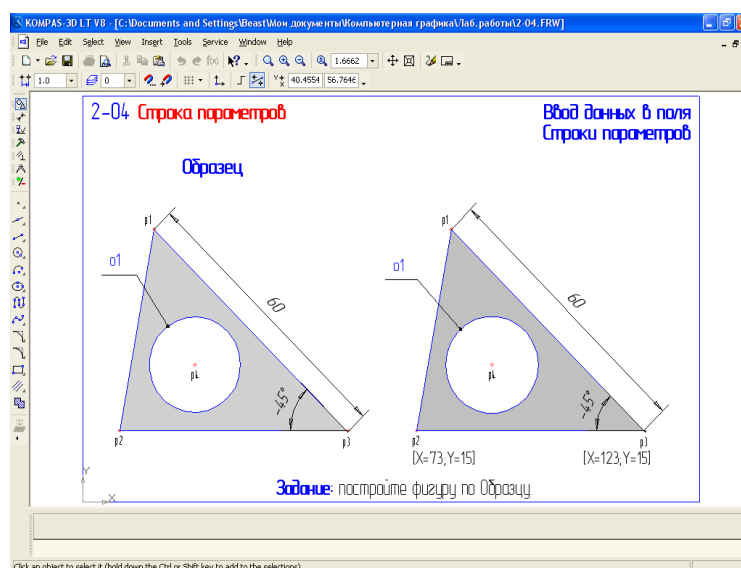 KOMPAS-3D LT V8 - [C:\Documents and Settings\Beast\Мои документы\Компьютерная графика\Лаб.работы\2-04.FRW]
File Edit Select View Insert Tools Service Window Help
1.6662
1.0 0 40.4554 56.7646
2-04 Строка параметров
Ввод данных в поля
Строки параметров
Образец
p1 p1
o1 o1
60 60
-45° -45°
p4 p4
p2 p3 p2 p3
[X=73;Y=15] [X=123;Y=15]
Y
X
Задание: постройте фигуру по Образцу.
Click an object to select it (hold down the Ctrl or Shift key to add to the selections)